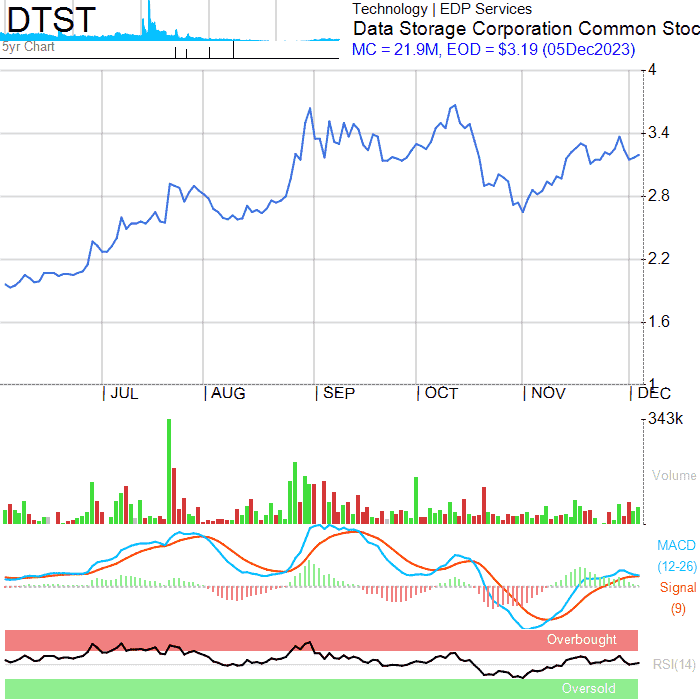 DTST
5yr Chart
Technology | EDP Services
Data Storage Corporation Common Stoc
MC = 21.9M, EOD = $3.19 (05Dec2023)
4
3.4
2.8
2.2
1.6
1
| JUL | AUG | SEP | OCT | NOV | DEC
343k
Volume
MACD
(12-26)
Signal
(9)
Overbought
RSI(14)
Oversold